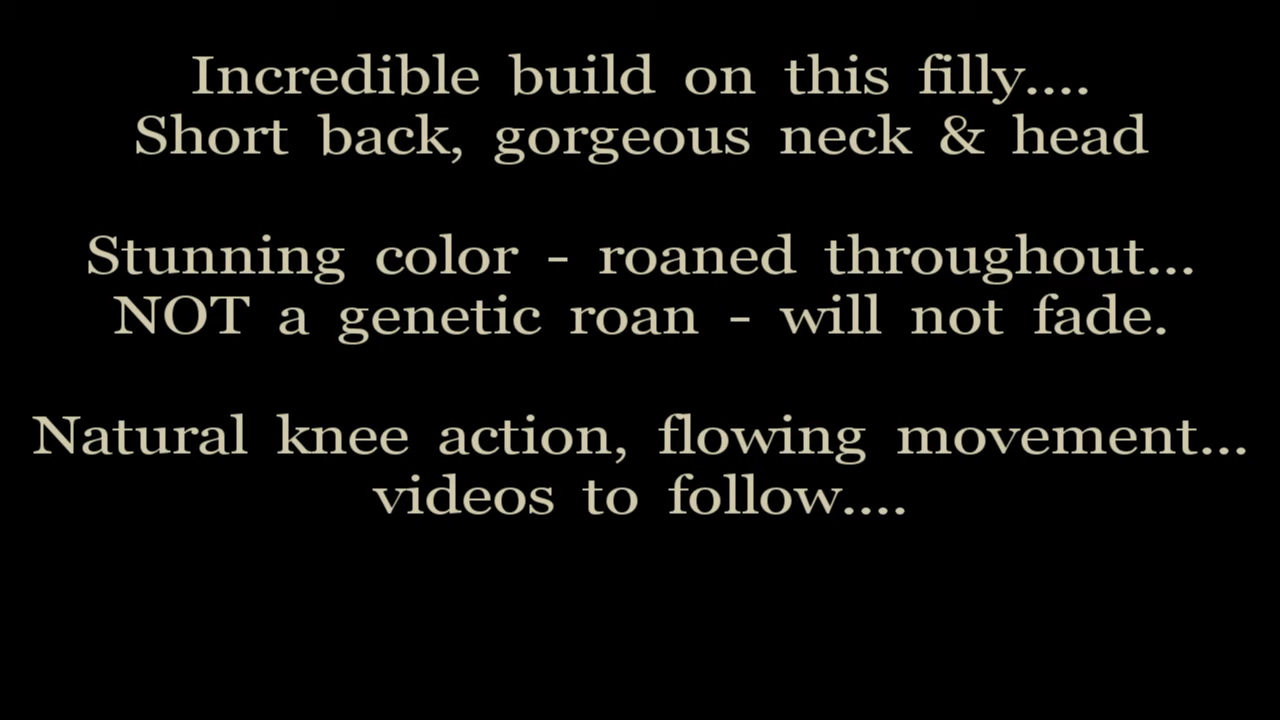 Incredible build on this filly....
Short back, gorgeous neck & head
Stunning color - roaned throughout...
NOT a genetic roan - will not fade.
Natural knee action, flowing movement...
videos to follow....